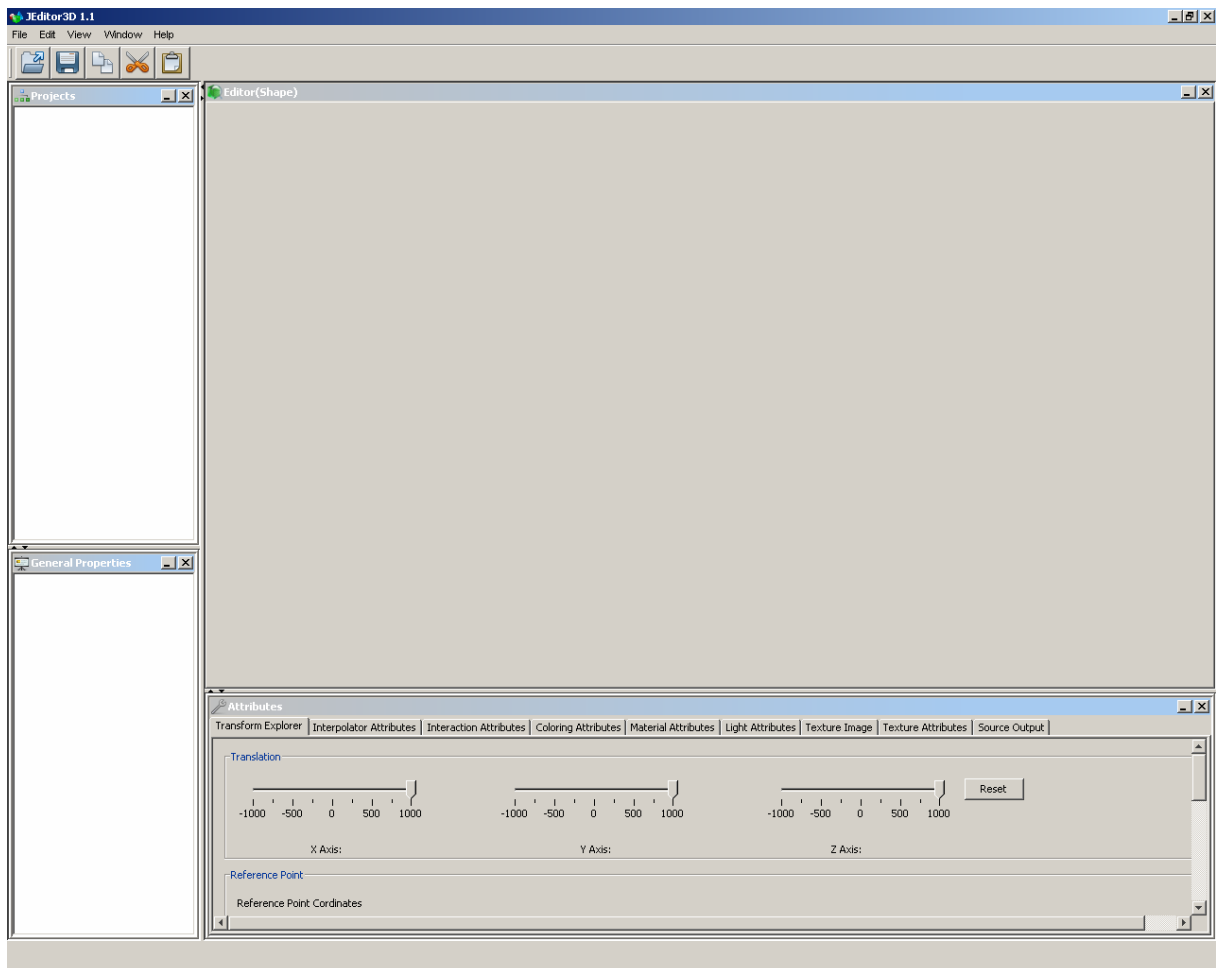 JEditor3D 1.1
File Edit View Window Help
Projects
Editor(Shape)
General Properties
Attributes
Transform Explorer Interpolator Attributes Interaction Attributes Coloring Attributes Material Attributes Light Attributes Texture Image Texture Attributes Source Output
Translation
Reset
-1000 -500 0 500 1000 -1000 -500 0 500 1000 -1000 -500 0 500 1000
X Axis: Y Axis: Z Axis:
Reference Point
Reference Point Cordinates